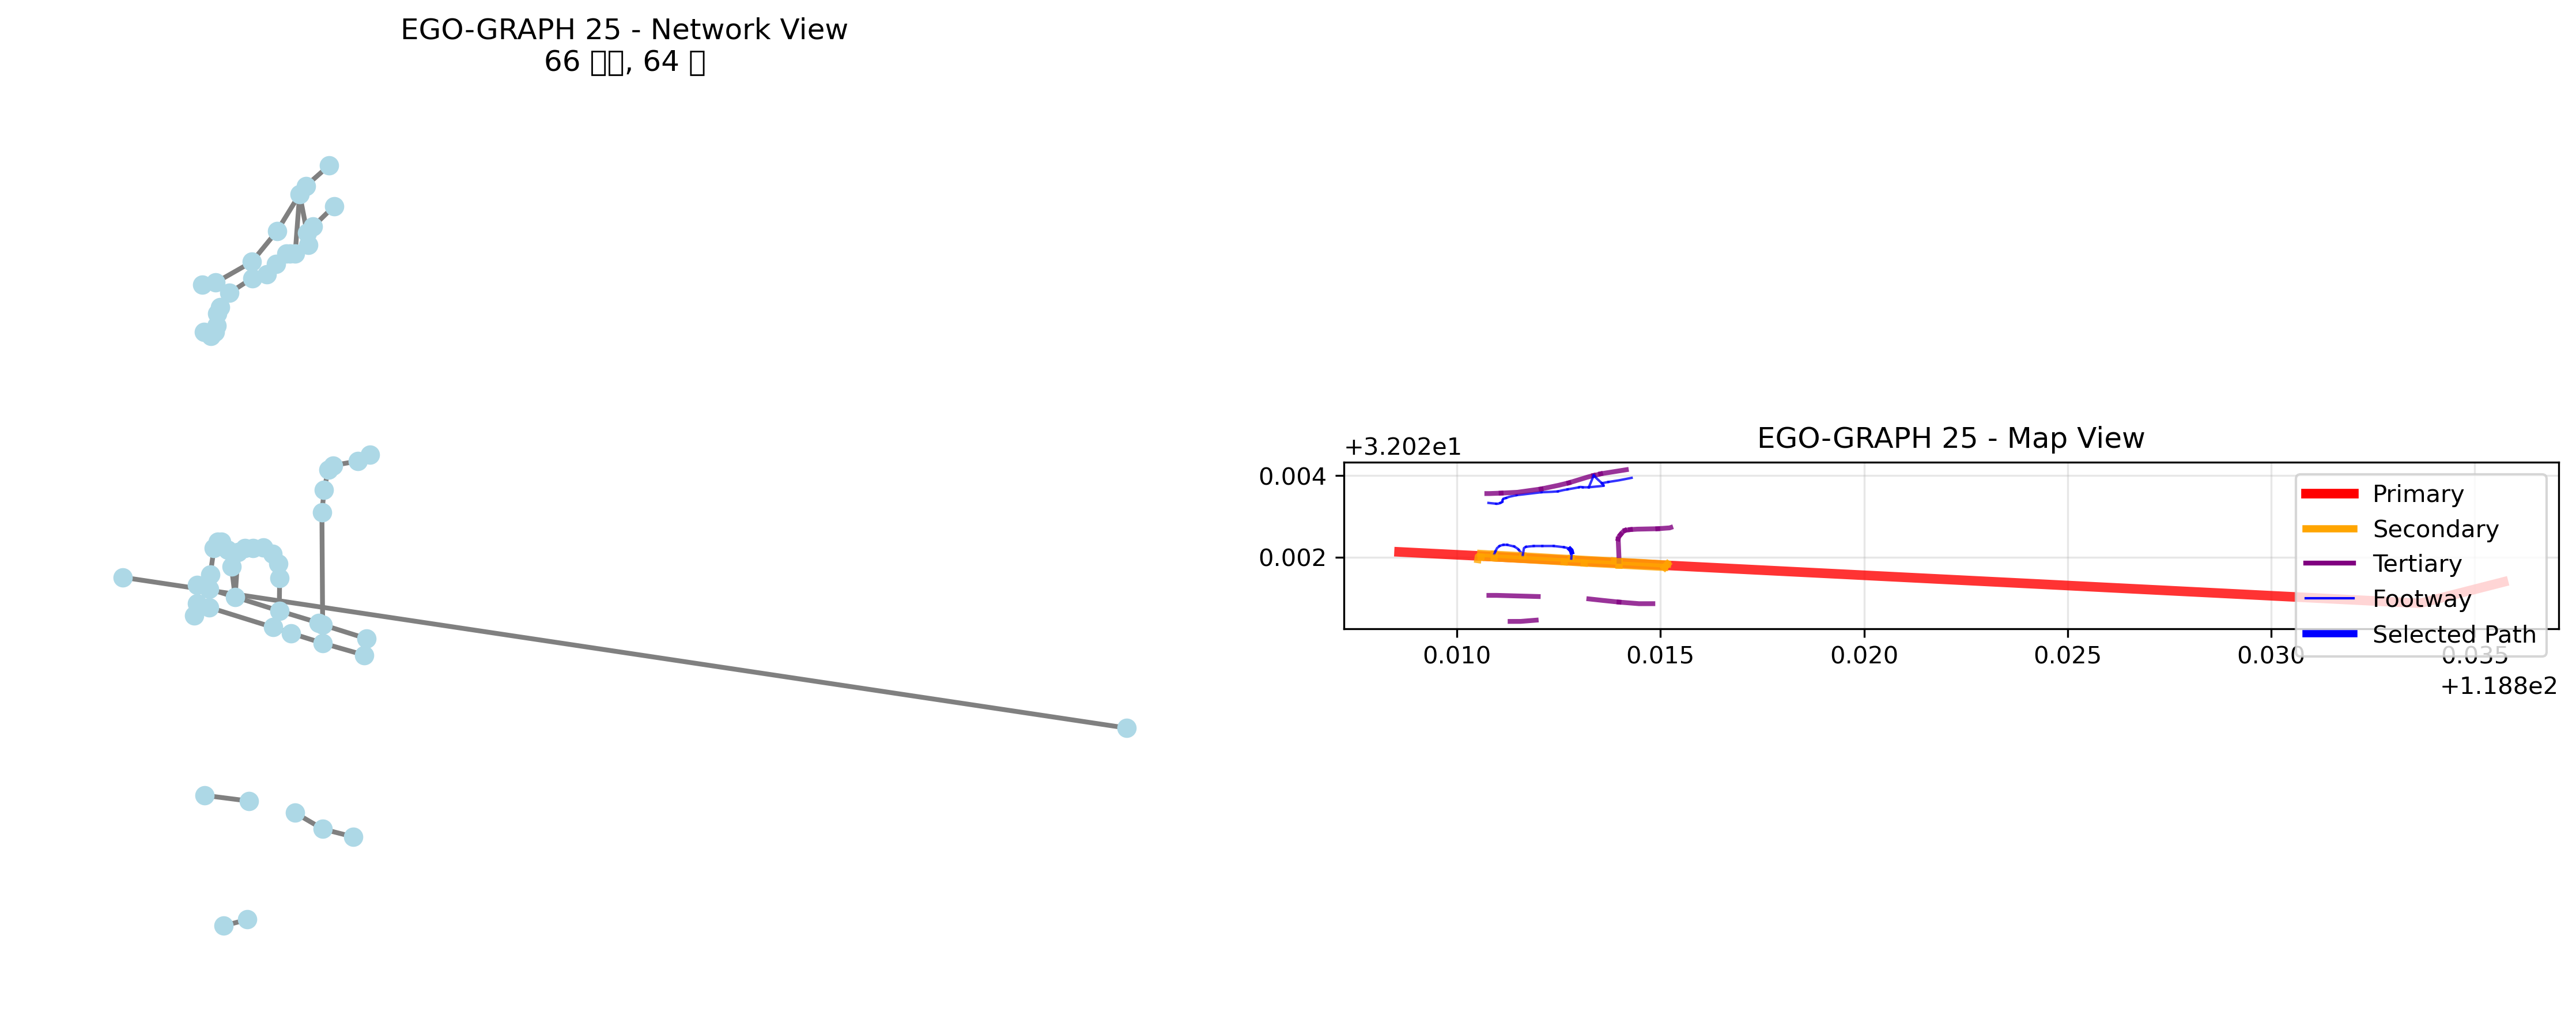 EGO-GRAPH 25 - Network View
66 , 64
EGO-GRAPH 25 - Map View
+3.202e1
0.004
0.002
Primary
Secondary
Tertiary
Footway
Selected Path
0.010 0.015 0.020 0.025 0.030 0.035
+1.188e2